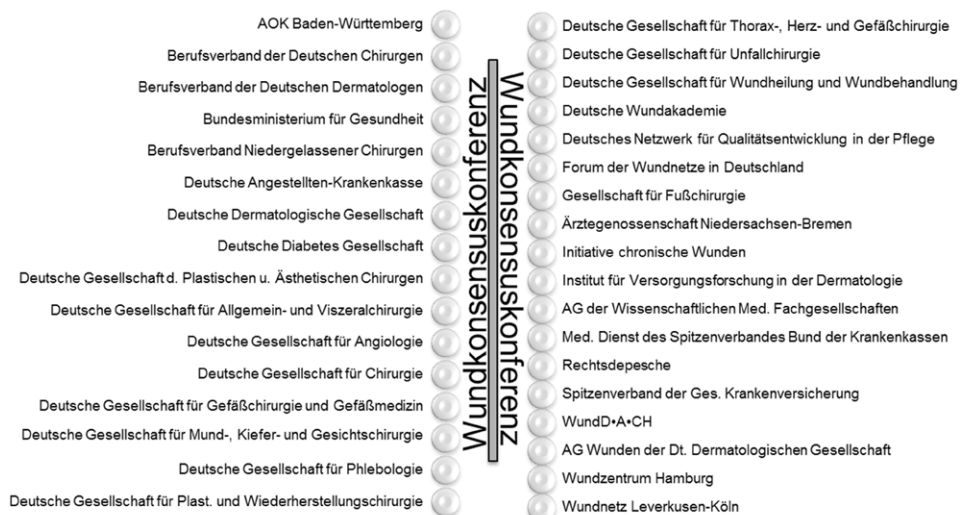 AOK Baden-Württemberg
Berufsverband der Deutschen Chirurgen
Berufsverband der Deutschen Dermatologen
Bundesministerium für Gesundheit
Berufsverband Niedergelassener Chirurgen
Deutsche Angestellten-Krankenkasse
Deutsche Dermatologische Gesellschaft
Deutsche Diabetes Gesellschaft
Deutsche Gesellschaft d. Plastischen u. Ästhetischen Chirurgen
Deutsche Gesellschaft für Allgemein- und Viszeralchirurgie
Deutsche Gesellschaft für Angiologie
Deutsche Gesellschaft für Chirurgie
Deutsche Gesellschaft für Gefäßchirurgie und Gefäßmedizin
Deutsche Gesellschaft für Mund-, Kiefer- und Gesichtschirurgie
Deutsche Gesellschaft für Phlebologie
Deutsche Gesellschaft für Plast. und Wiederherstellungschirurgie
Wundkonsensuskonferenz
Wundkonsensuskonferenz
Deutsche Gesellschaft für Thorax-, Herz- und Gefäßchirurgie
Deutsche Gesellschaft für Unfallchirurgie
Deutsche Gesellschaft für Wundheilung und Wundbehandlung
Deutsche Wundakademie
Deutsches Netzwerk für Qualitätsentwicklung in der Pflege
Forum der Wundnetze in Deutschland
Gesellschaft für Fußchirurgie
Ärztegenossenschaft Niedersachsen-Bremen
Initiative chronische Wunden
Institut für Versorgungsforschung in der Dermatologie
AG der Wissenschaftlichen Med. Fachgesellschaften
Med. Dienst des Spitzenverbandes Bund der Krankenkassen
Rechtsdepesche
Spitzenverband der Ges. Krankenversicherung
WundD•A•CH
AG Wunden der Dt. Dermatologischen Gesellschaft
Wundzentrum Hamburg
Wundnetz Leverkusen-Köln